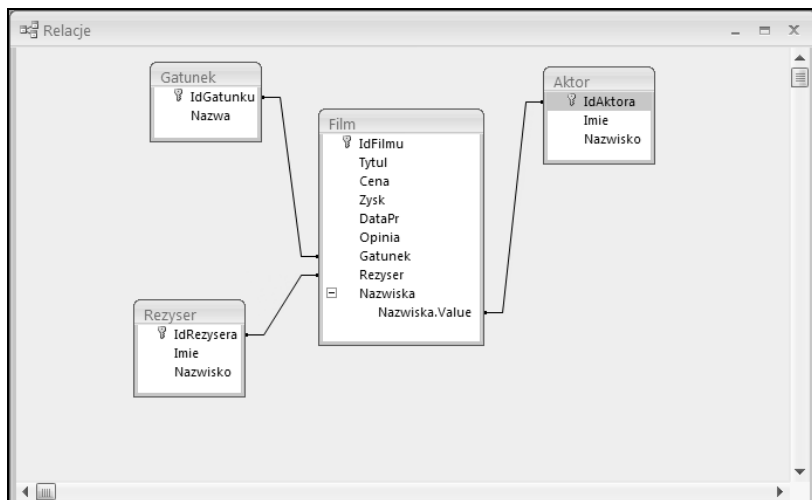 Relacje
Gatunek
IdGatunku
Nazwa
Film
IdFilmu
Tytul
Cena
Zysk
DataPr
Opinia
Gatunek
Rezyser
Nazwiska
Nazwiska.Value
Aktor
IdAktora
Imie
Nazwisko
Rezyser
IdRezysera
Imie
Nazwisko